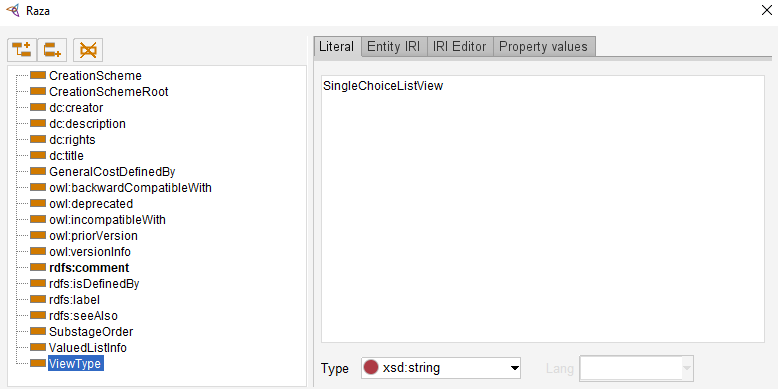 Raza
Literal
Entity IRI
IRI Editor
Property values
CreationScheme
CreationSchemeRoot
dc:creator
dc:description
dc:rights
dc:title
GeneralCostDefinedBy
owl:backwardCompatibleWith
owl:deprecated
owl:incompatibleWith
owl:priorVersion
owl:versionInfo
rdfs:comment
rdfs:isDefinedBy
rdfs:label
rdfs:seeAlso
SubstageOrder
ValuedListInfo
ViewType
SingleChoiceListView
Type
xsd:string
Lang